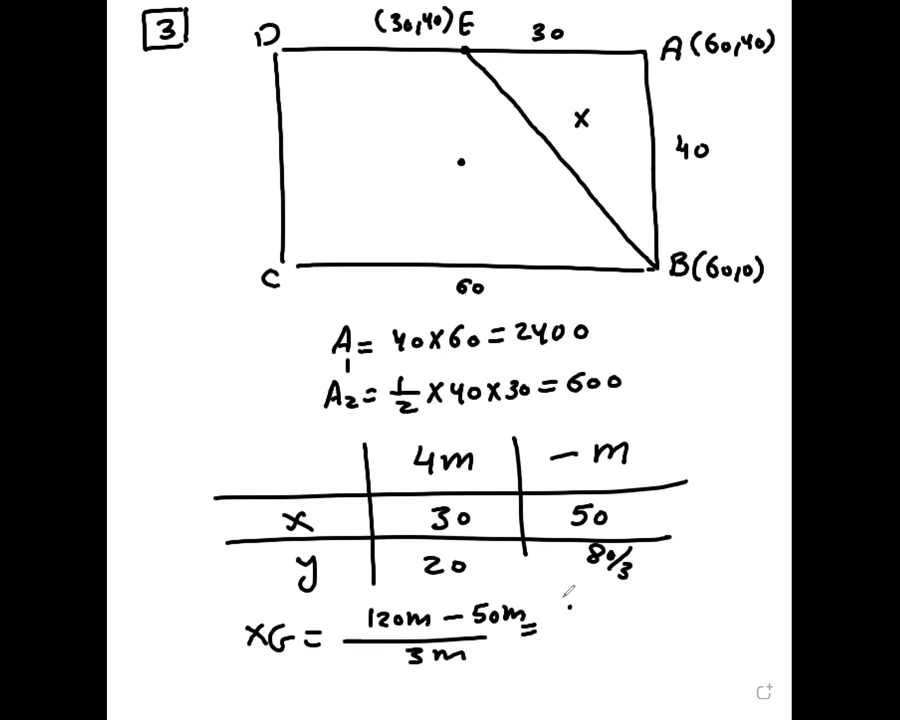 3
D (30,40) E 30 A (60,40)
x
40
C 60 B (60,0)
A₁ = 40 x 60 = 2400
A₂ = 1/2 x 40 x 30 = 600
4m -m
x 30 50
y 20 80/3
xG = 120m - 50m / 3m =